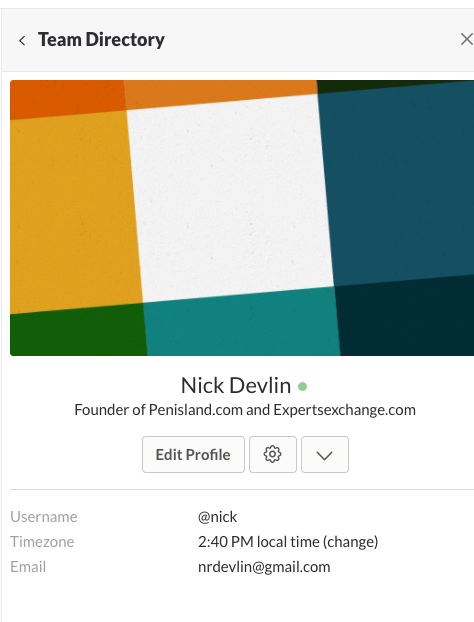 Team Directory
Nick Devlin
Founder of Penisland.com and Expertsexchange.com
Edit Profile
Username @nick
Timezone 2:40 PM local time (change)
Email nrdevlin@gmail.com